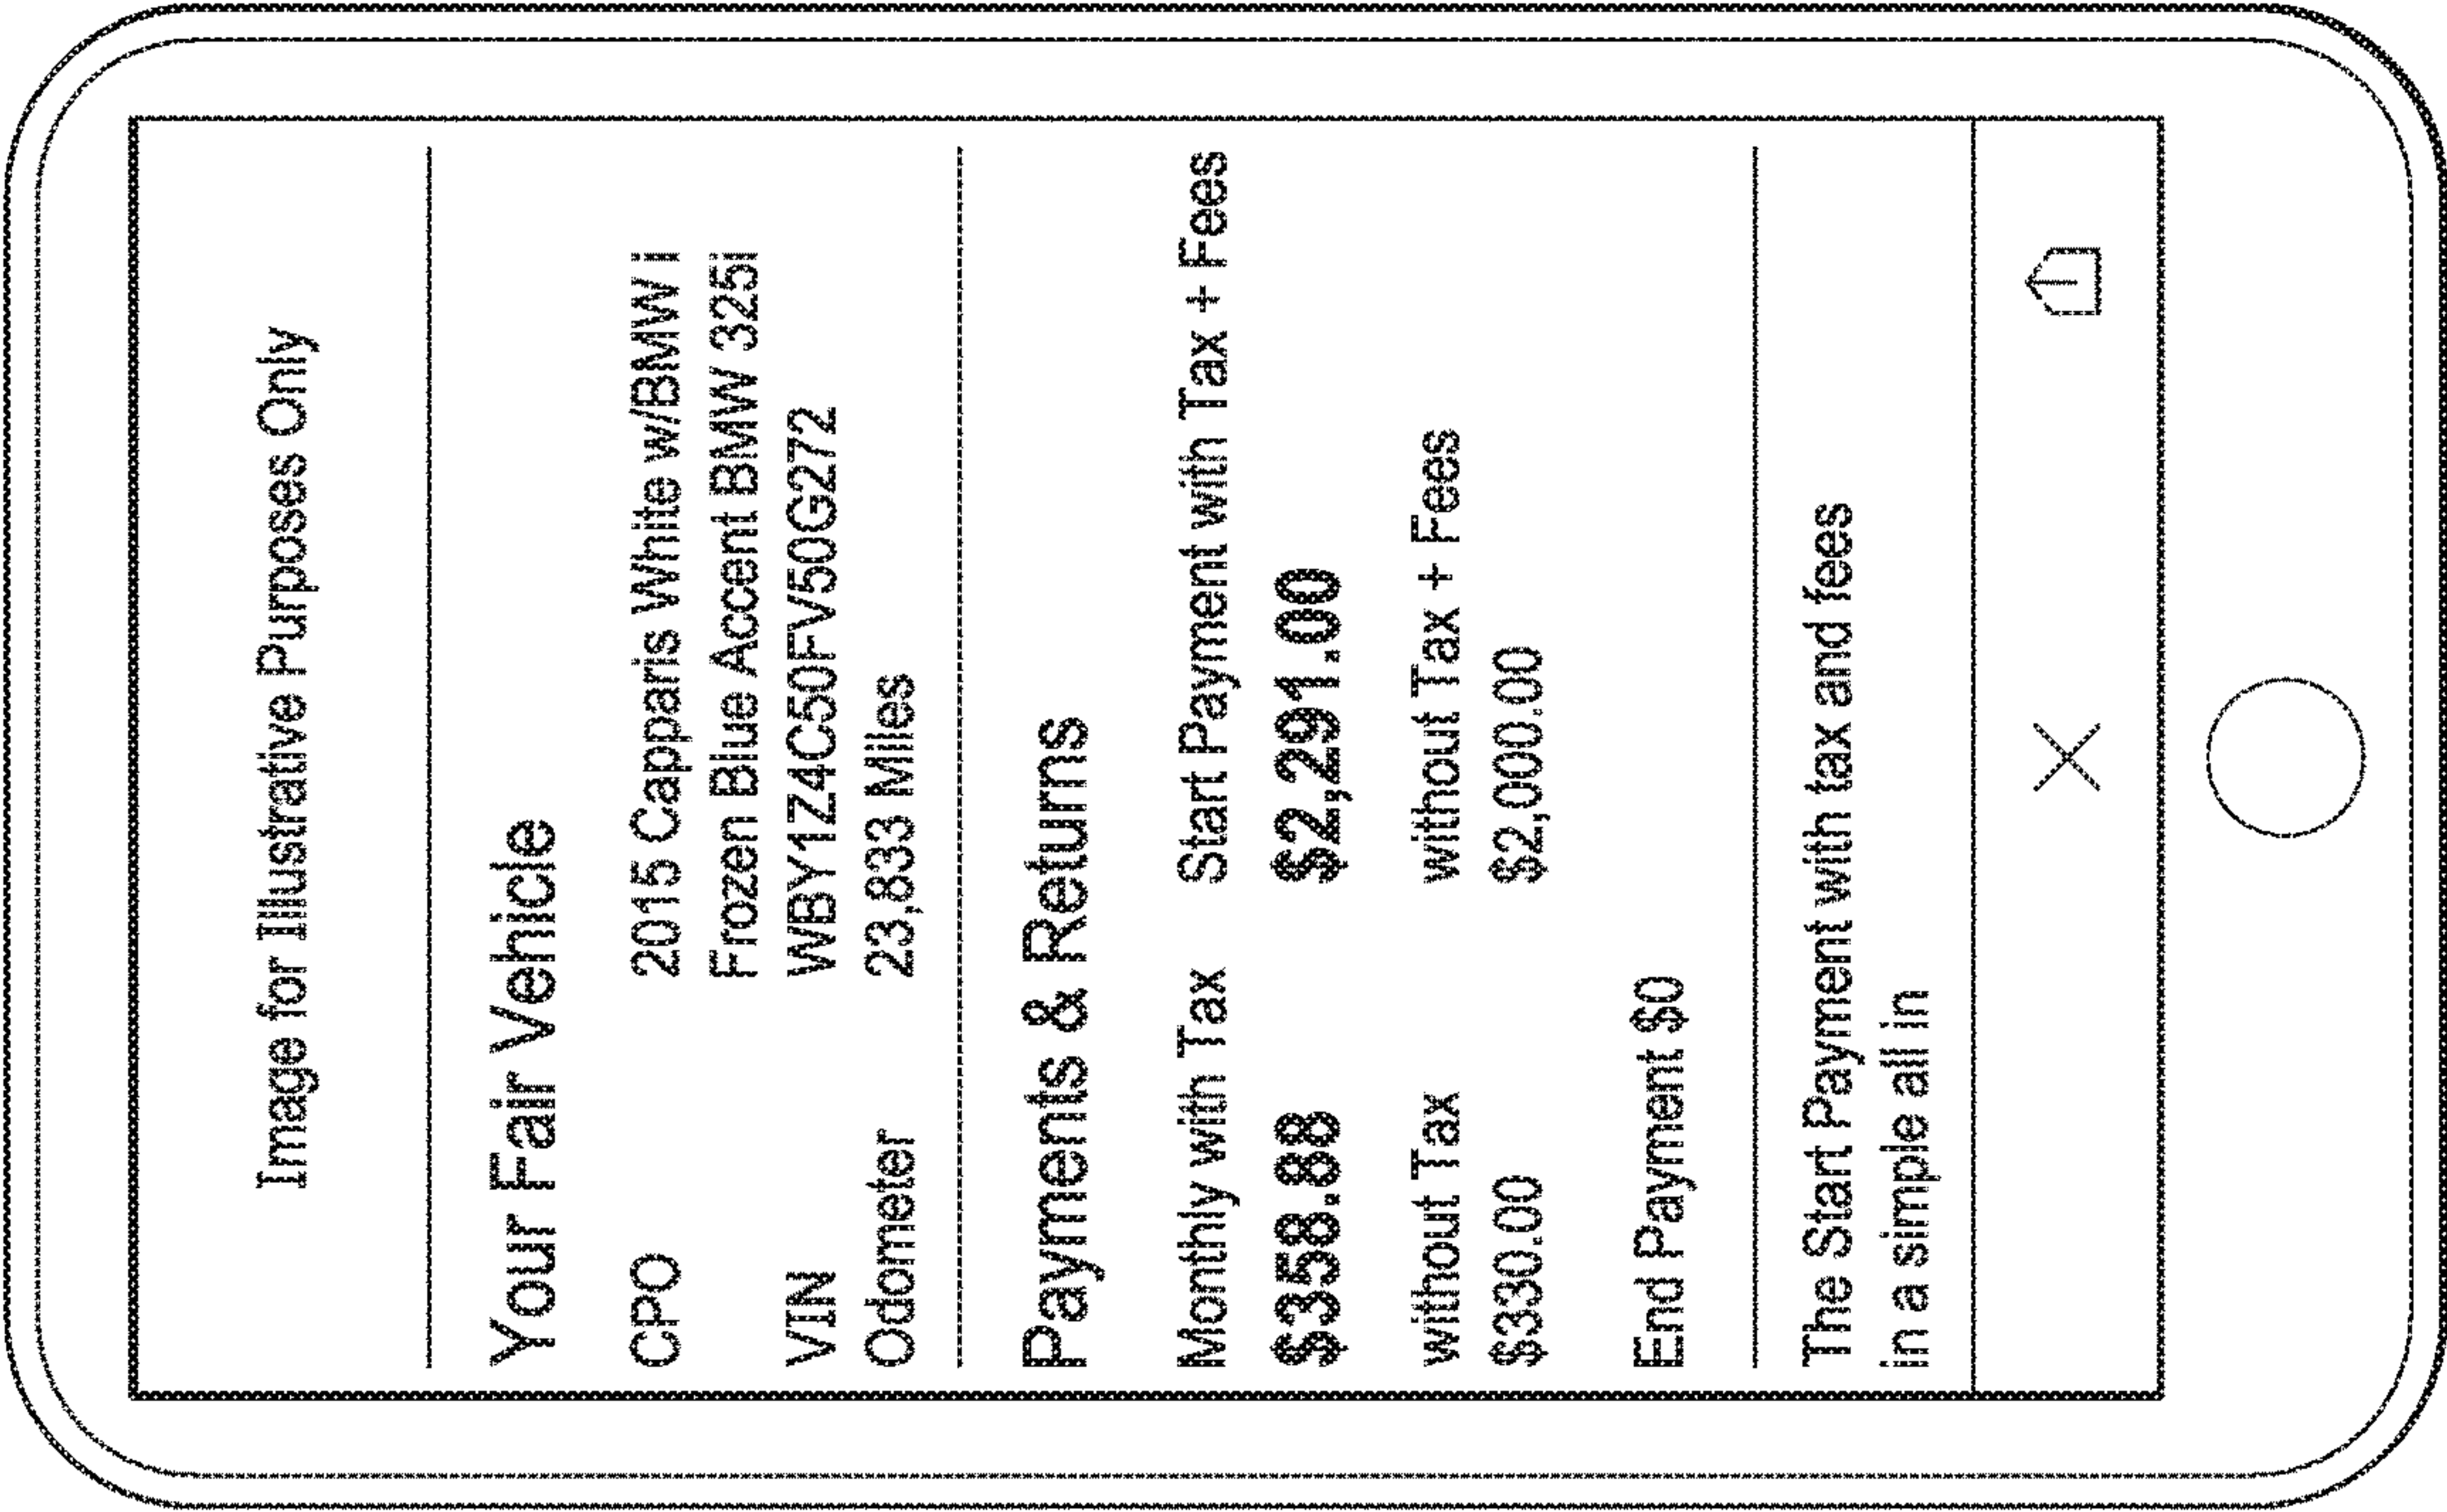 Image for Illustrative Purposes Only
Your Fair Vehicle
CPO 2015 Capparis White w/BMW i
Frozen Blue Accent BMW 325i
VIN WBY1Z4C50FV50G272
Odometer 23,833 Miles
Payments & Returns
Monthly with Tax Start Payment with Tax + Fees
$358.88 $2,291.00
without Tax without Tax + Fees
$330.00 $2,000.00
End Payment $0
The Start Payment with tax and fees
in a simple all in